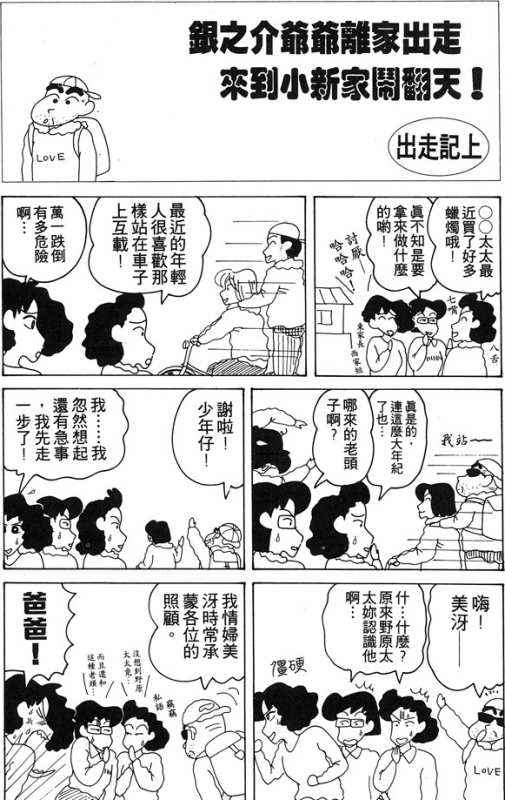 銀之介爺爺離家出走
來到小新家鬧翻天！
出走記上
LOVE
○○太太最
近買了好多
蠟燭哦！
眞不知是要
拿來做什麼
的喲！
討厭
哈哈哈！
七嘴
八舌
東家長
西家短
最近的年輕
人很喜歡那
樣站在車子
上互載！
萬一跌倒
有多危險
啊…
我站～
眞是的，
連這麼大年紀
了也…
哪來的老頭
子啊？
謝啦！
少年仔！
我……我
忽然想起
還有急事
，我先走
一步了！
嗨！
美冴——
什…什麼？
原來野原太
太妳認識他
啊…
僵硬
LOVE
我情婦美
冴時常承
蒙各位的
照顧。
竊竊
私語
沒想到野原
太太竟…
而且還和
這種老頭…
爸爸！